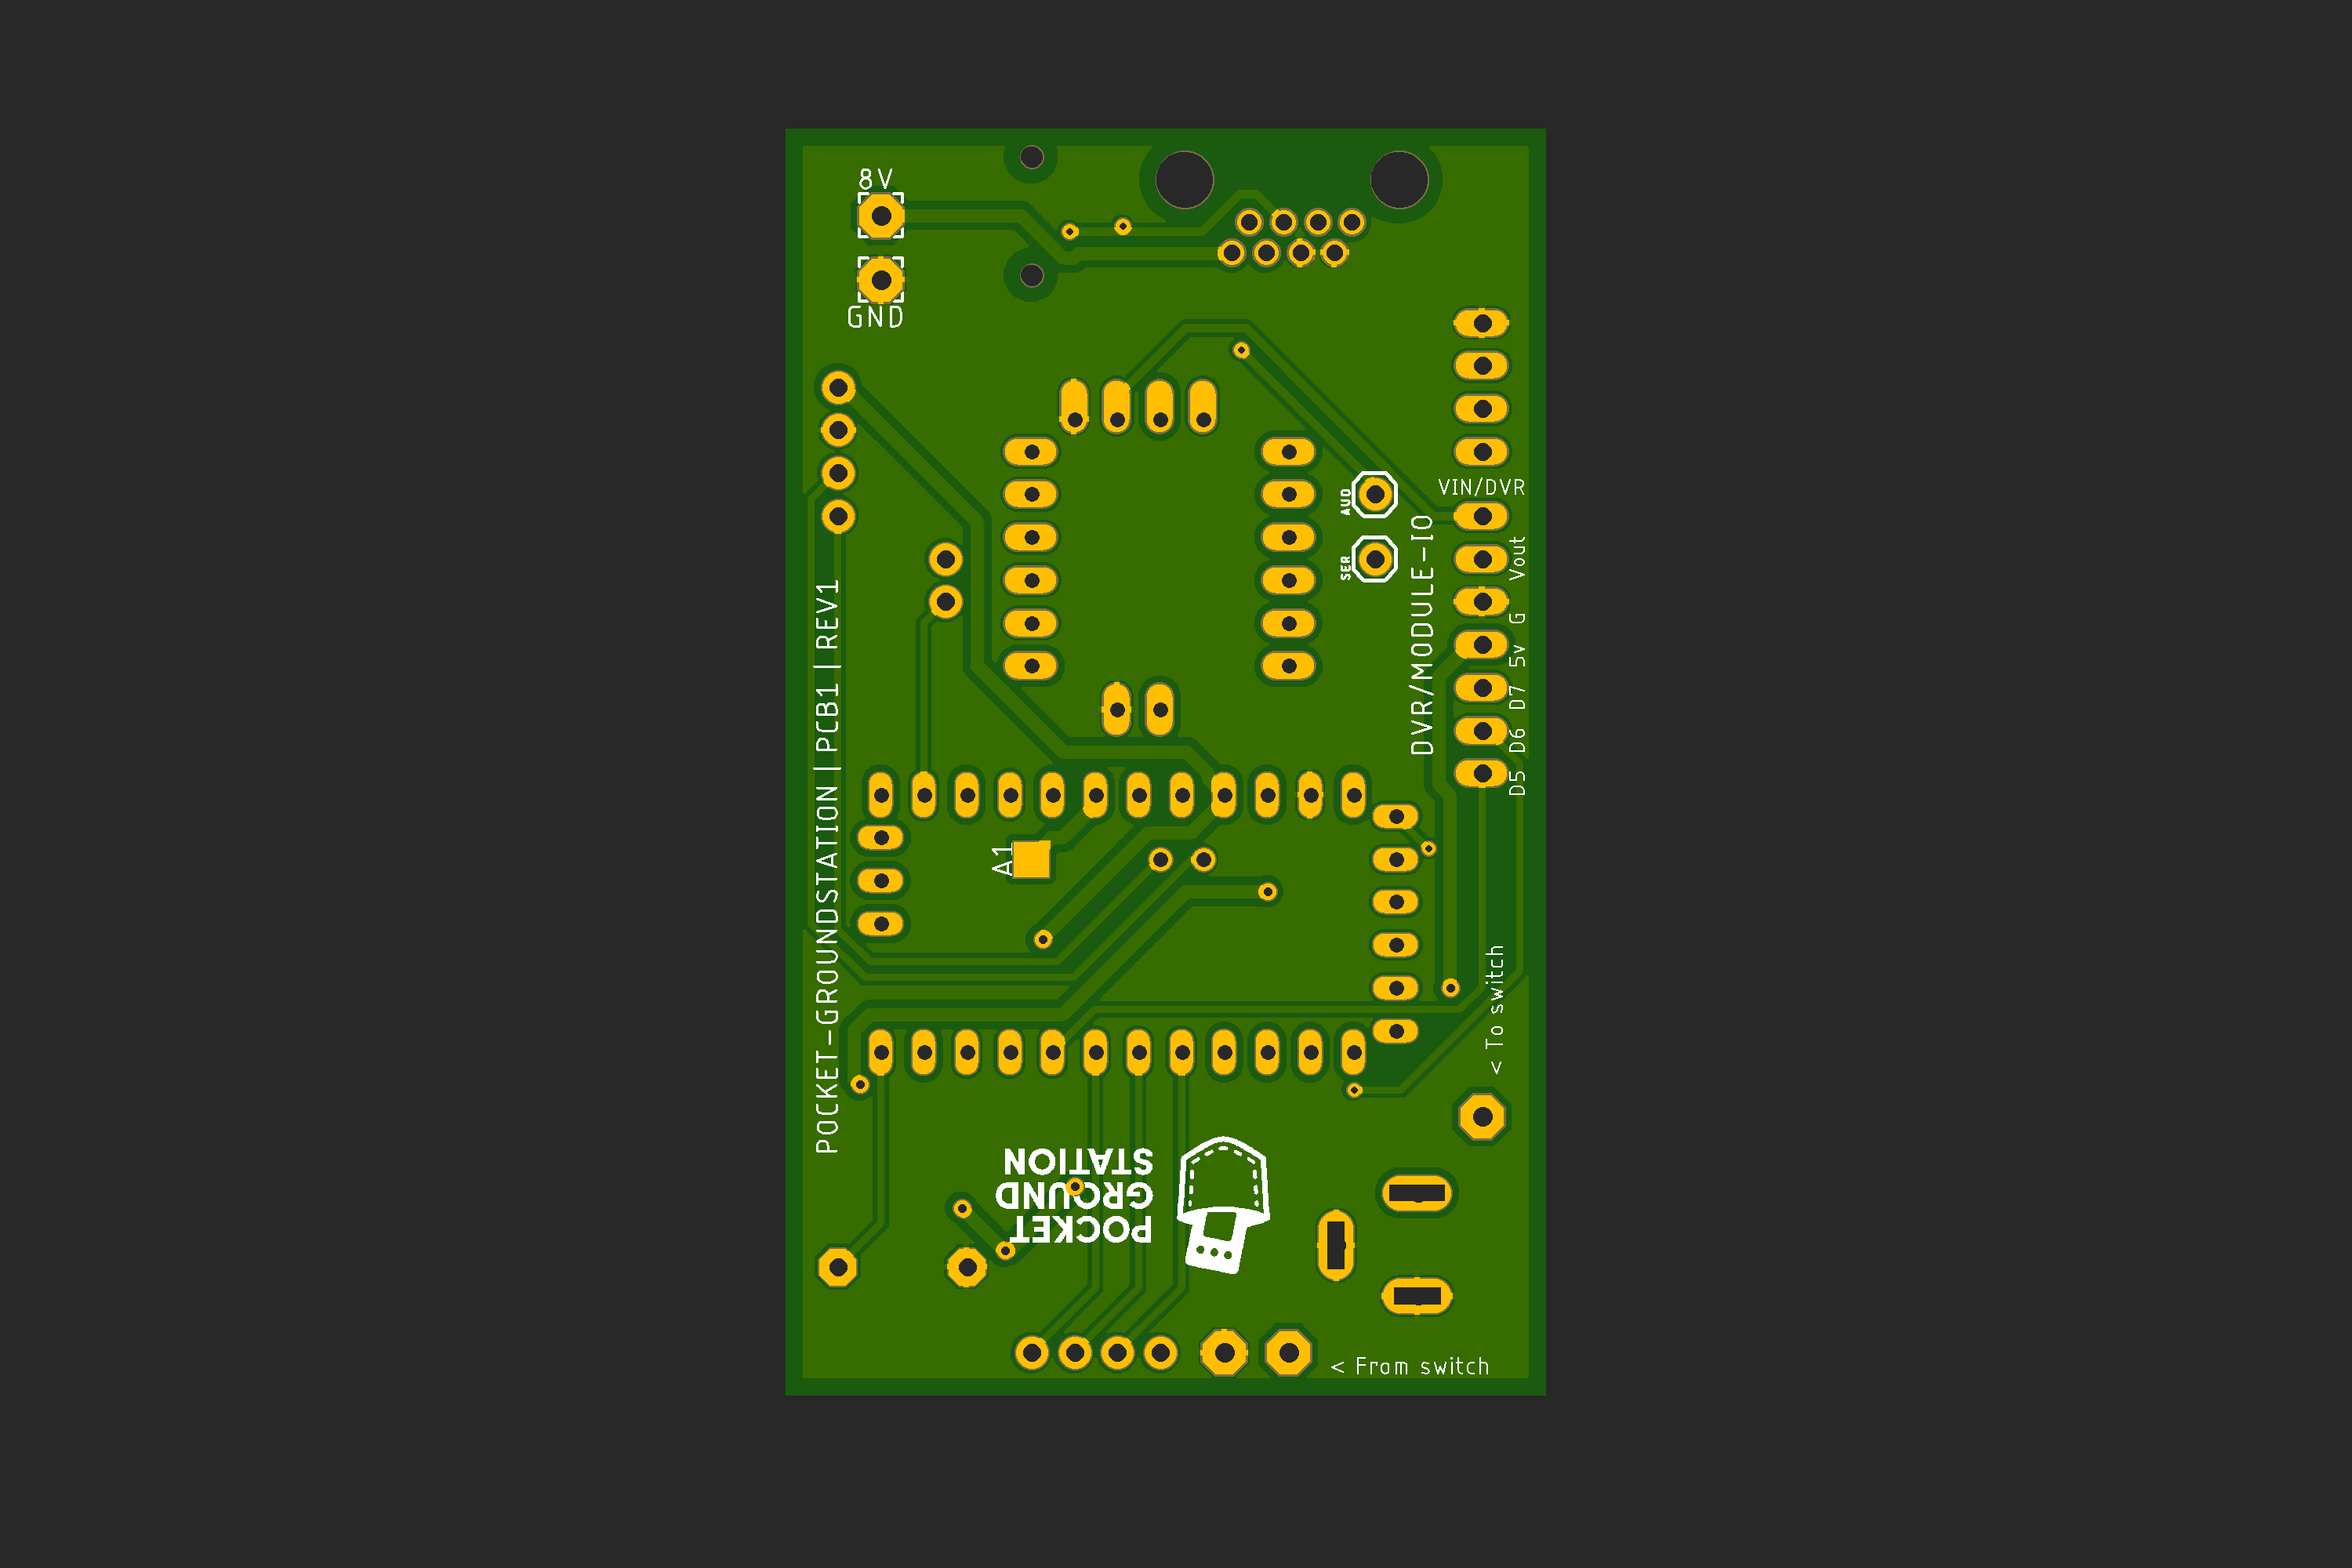 8V
GND
VIN/DVR
AUD
SER
DVR/MODULE-IO
Vout
G
5v
D7
D6
D5
POCKET-GROUNDSTATION | PCB1 | REV1
A1
< To switch
POCKET
GROUND
STATION
< From switch